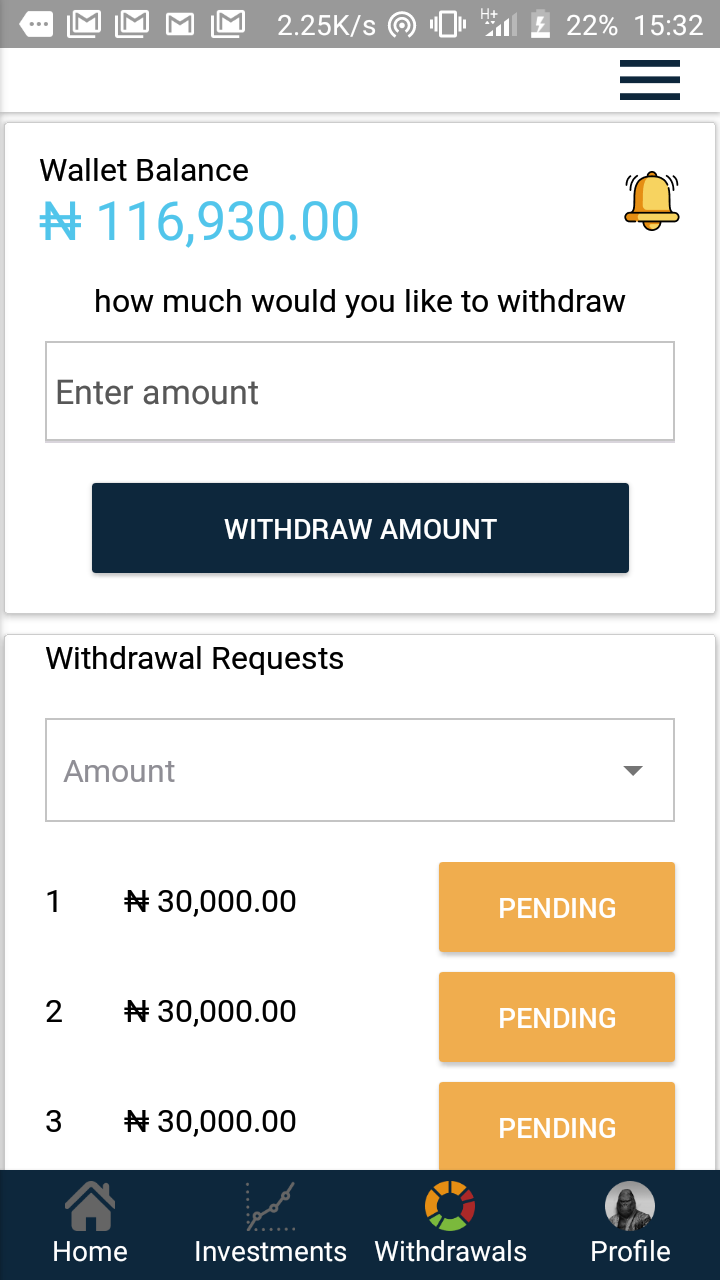 2.25K/s H+ 22% 15:32
Wallet Balance
₦ 116,930.00
how much would you like to withdraw
Enter amount
WITHDRAW AMOUNT
Withdrawal Requests
Amount
1 ₦ 30,000.00 PENDING
2 ₦ 30,000.00 PENDING
3 ₦ 30,000.00 PENDING
Home Investments Withdrawals Profile